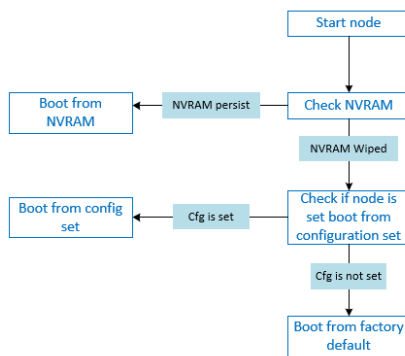 Start node
Boot from
NVRAM
NVRAM persist
Check NVRAM
NVRAM Wiped
Boot from config
set
Cfg is set
Check if node is
set boot from
configuration set
Cfg is not set
Boot from factory
default